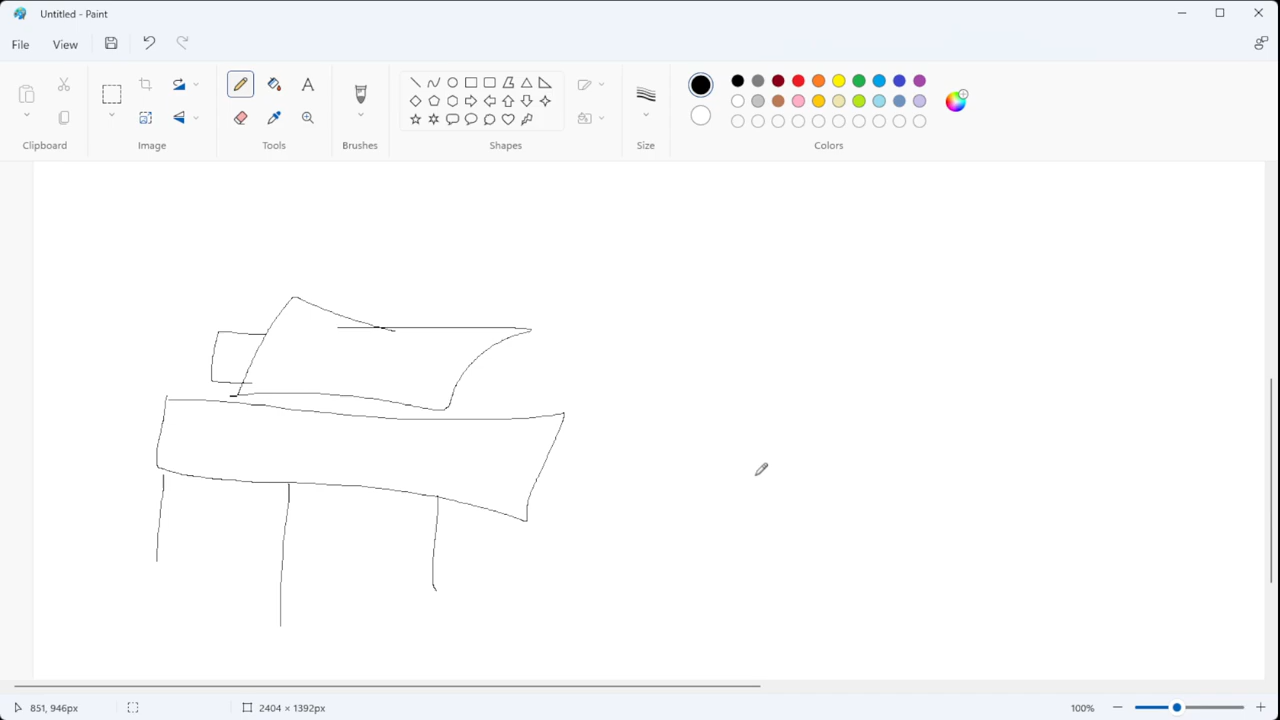 Untitled - Paint
File View
Clipboard Image Tools Brushes Shapes Size Colors
851, 946px 2404 × 1392px 100%